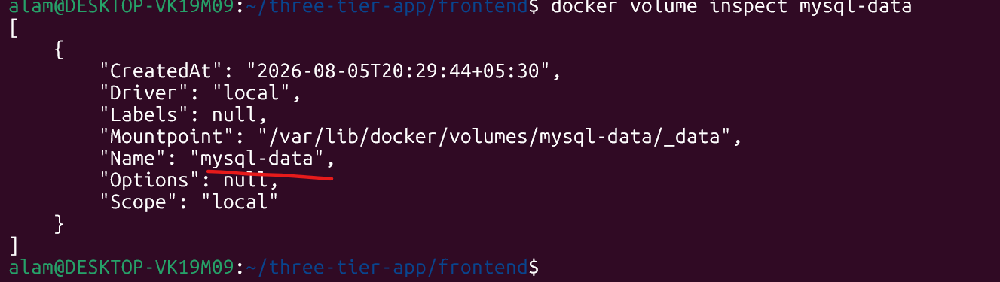 alam@DESKTOP-VK19M09:~/three-tier-app/frontend$ docker volume inspect mysql-data
[
    {
        "CreatedAt": "2026-08-05T20:29:44+05:30",
        "Driver": "local",
        "Labels": null,
        "Mountpoint": "/var/lib/docker/volumes/mysql-data/_data",
        "Name": "mysql-data",
        "Options": null,
        "Scope": "local"
    }
]
alam@DESKTOP-VK19M09:~/three-tier-app/frontend$